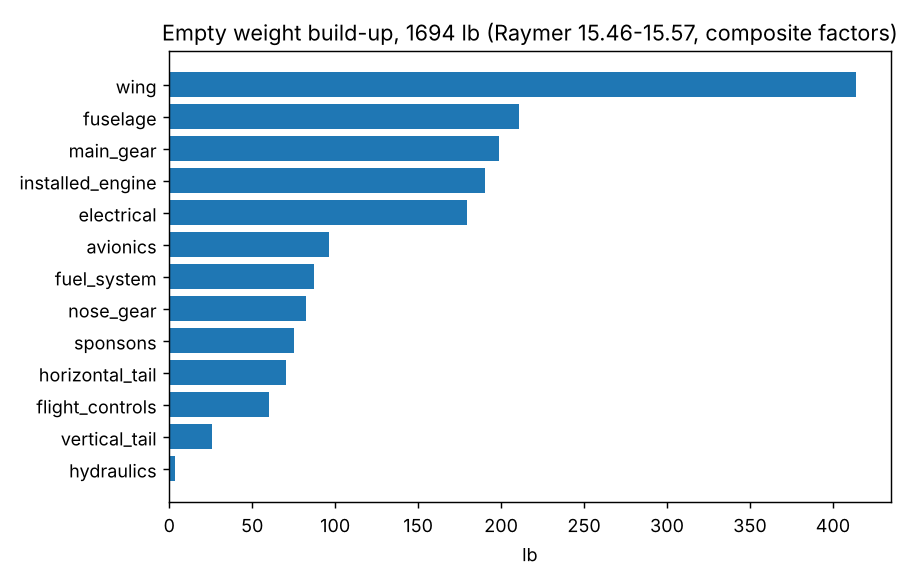 Empty weight build-up, 1694 lb (Raymer 15.46-15.57, composite factors)
wing
fuselage
main_gear
installed_engine
electrical
avionics
fuel_system
nose_gear
sponsons
horizontal_tail
flight_controls
vertical_tail
hydraulics
0 50 100 150 200 250 300 350 400
lb